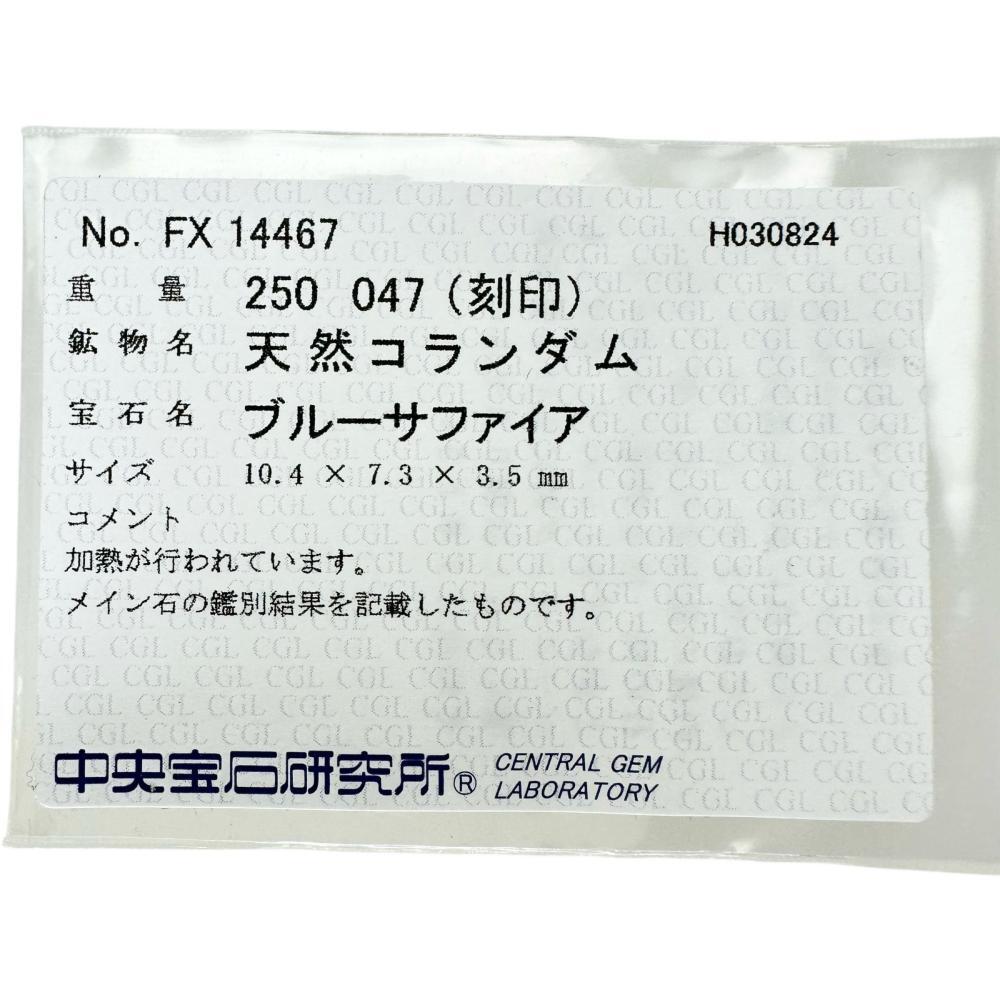 No. FX 14467 H030824
重量 250 047 (刻印)
鉱物名 天然コランダム
宝石名 ブルーサファイア
サイズ 10.4 × 7.3 × 3.5 mm
コメント
加熱が行われています。
メイン石の鑑別結果を記載したものです。
中央宝石研究所® CENTRAL GEM
LABORATORY